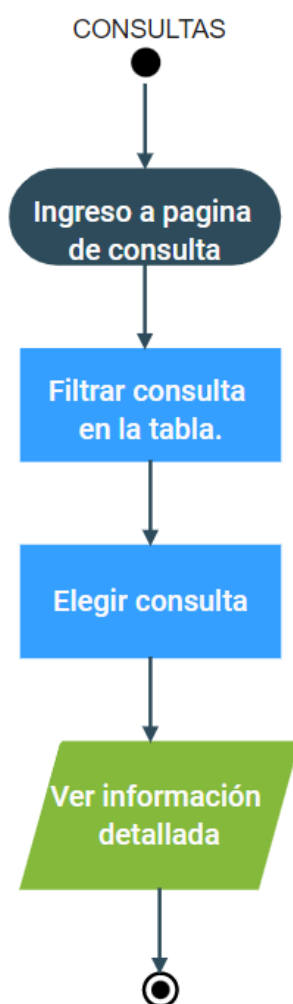 CONSULTAS
Ingreso a pagina
de consulta
Filtrar consulta
en la tabla.
Elegir consulta
Ver información
detallada